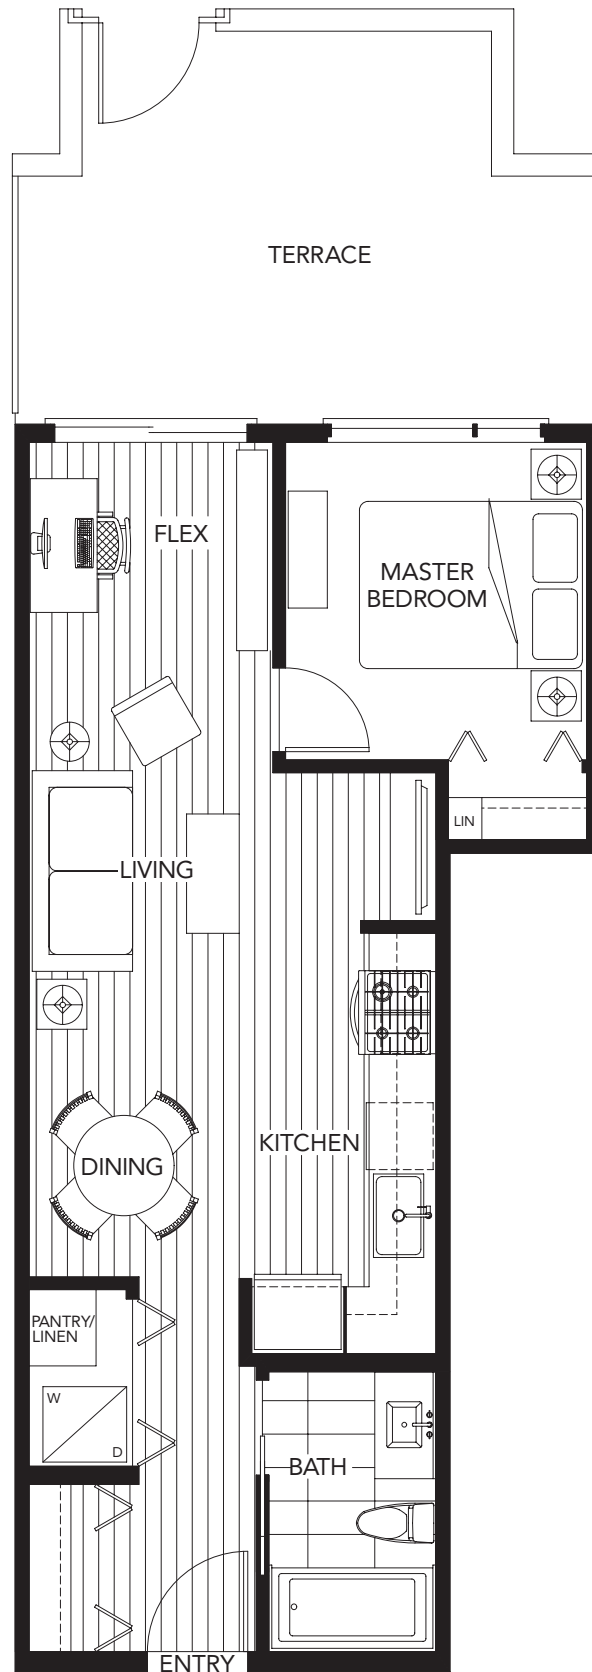 TERRACE
FLEX
MASTER
BEDROOM
LIN
LIVING
KITCHEN
DINING
PANTRY/
LINEN
W
D
BATH
ENTRY